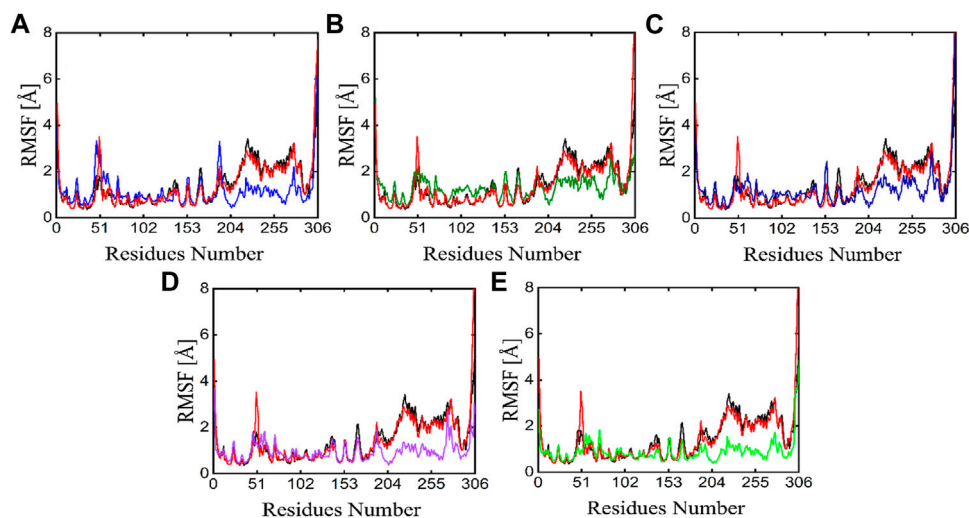 A B C
8 8 8
6 6 6
4 4 4
2 2 2
0 0 0
RMSF [Å] RMSF [Å] RMSF [Å]
0 51 102 153 204 255 306 0 51 102 153 204 255 306 0 51 102 153 204 255 306
Residues Number Residues Number Residues Number
D E
8 8
6 6
4 4
2 2
0 0
RMSF [Å] RMSF [Å]
0 51 102 153 204 255 306 0 51 102 153 204 255 306
Residues Number Residues Number